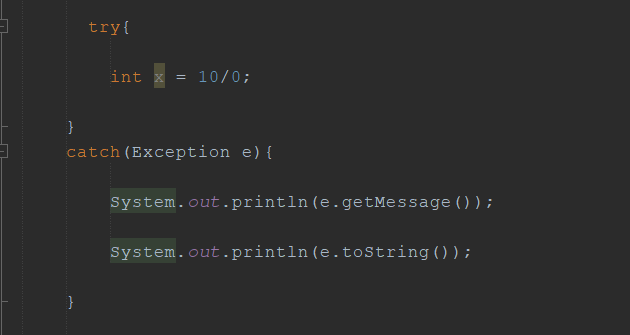 try{
int x = 10/0;
}
catch(Exception e){
System.out.println(e.getMessage());
System.out.println(e.toString());
}